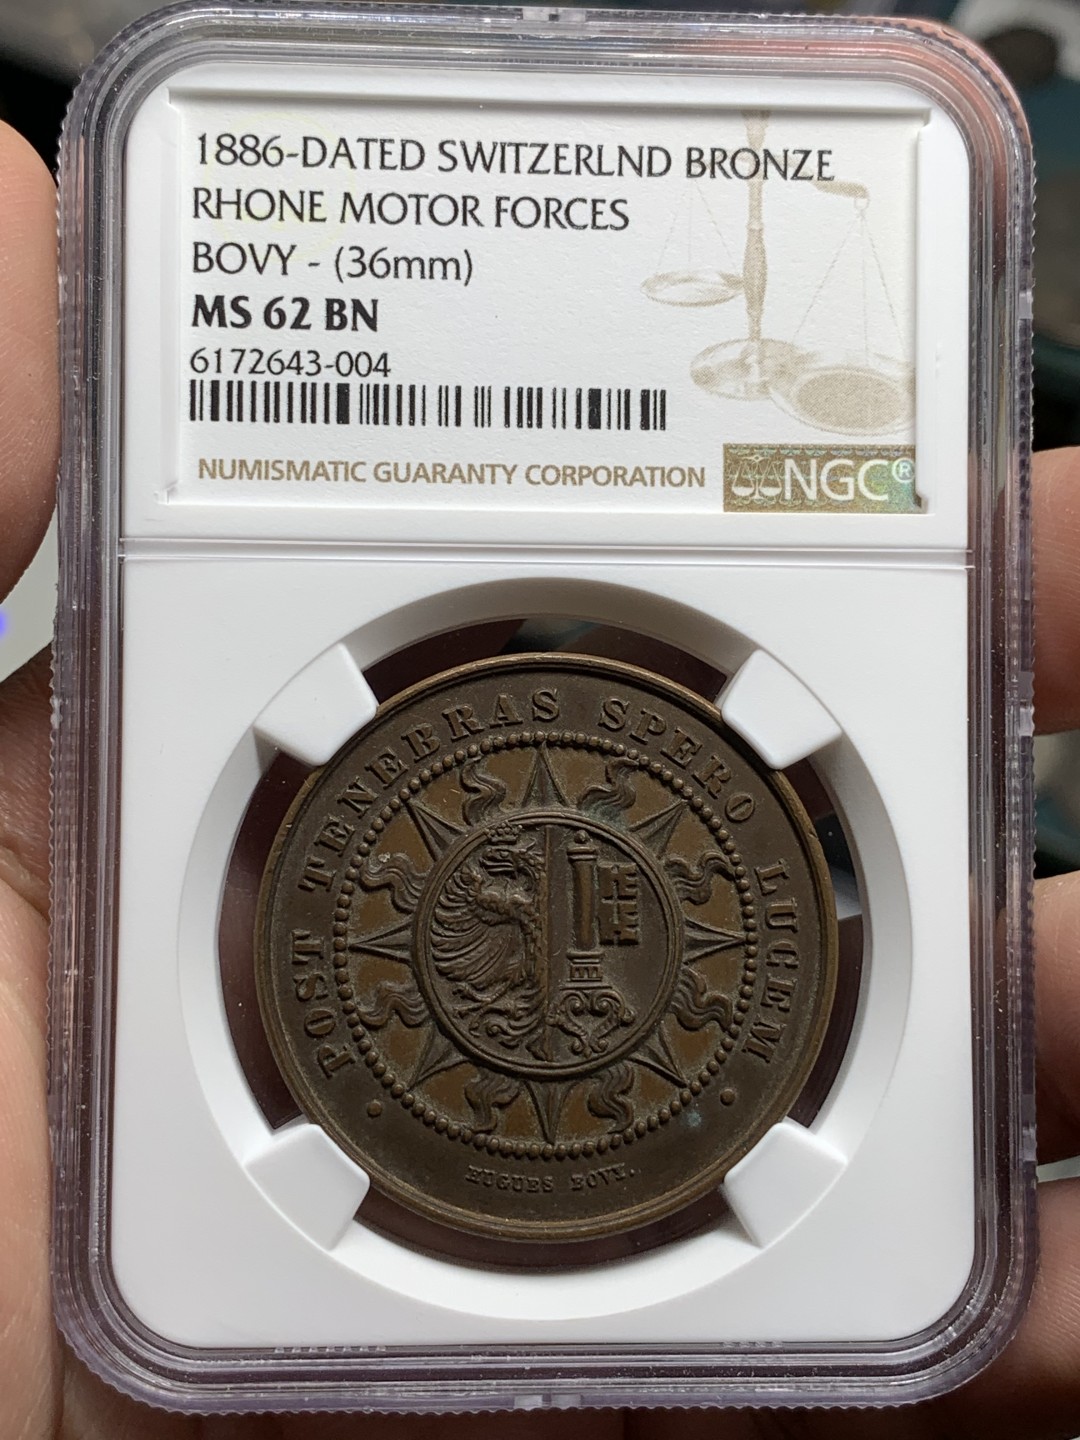 1886-DATED SWITZERLND BRONZE
RHONE MOTOR FORCES
BOVY - (36mm)
MS 62 BN
6172643-004
NUMISMATIC GUARANTY CORPORATION
NGC®
POST TENEBRAS SPERO LUCEM
HUGUES BOVY.